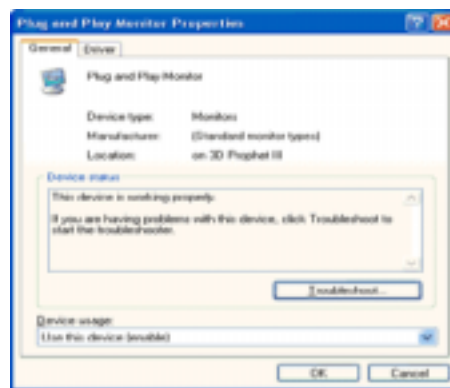 Plug and Play Monitor Properties
General Driver
Plug and Play Monitor
Device type: Monitors
Manufacturer: (Standard monitor types)
Location: on 3D Prophet III
Device status
This device is working properly.
If you are having problems with this device, click Troubleshoot to
start the troubleshooter.
Troubleshoot...
Device usage:
Use this device (enable)
OK Cancel